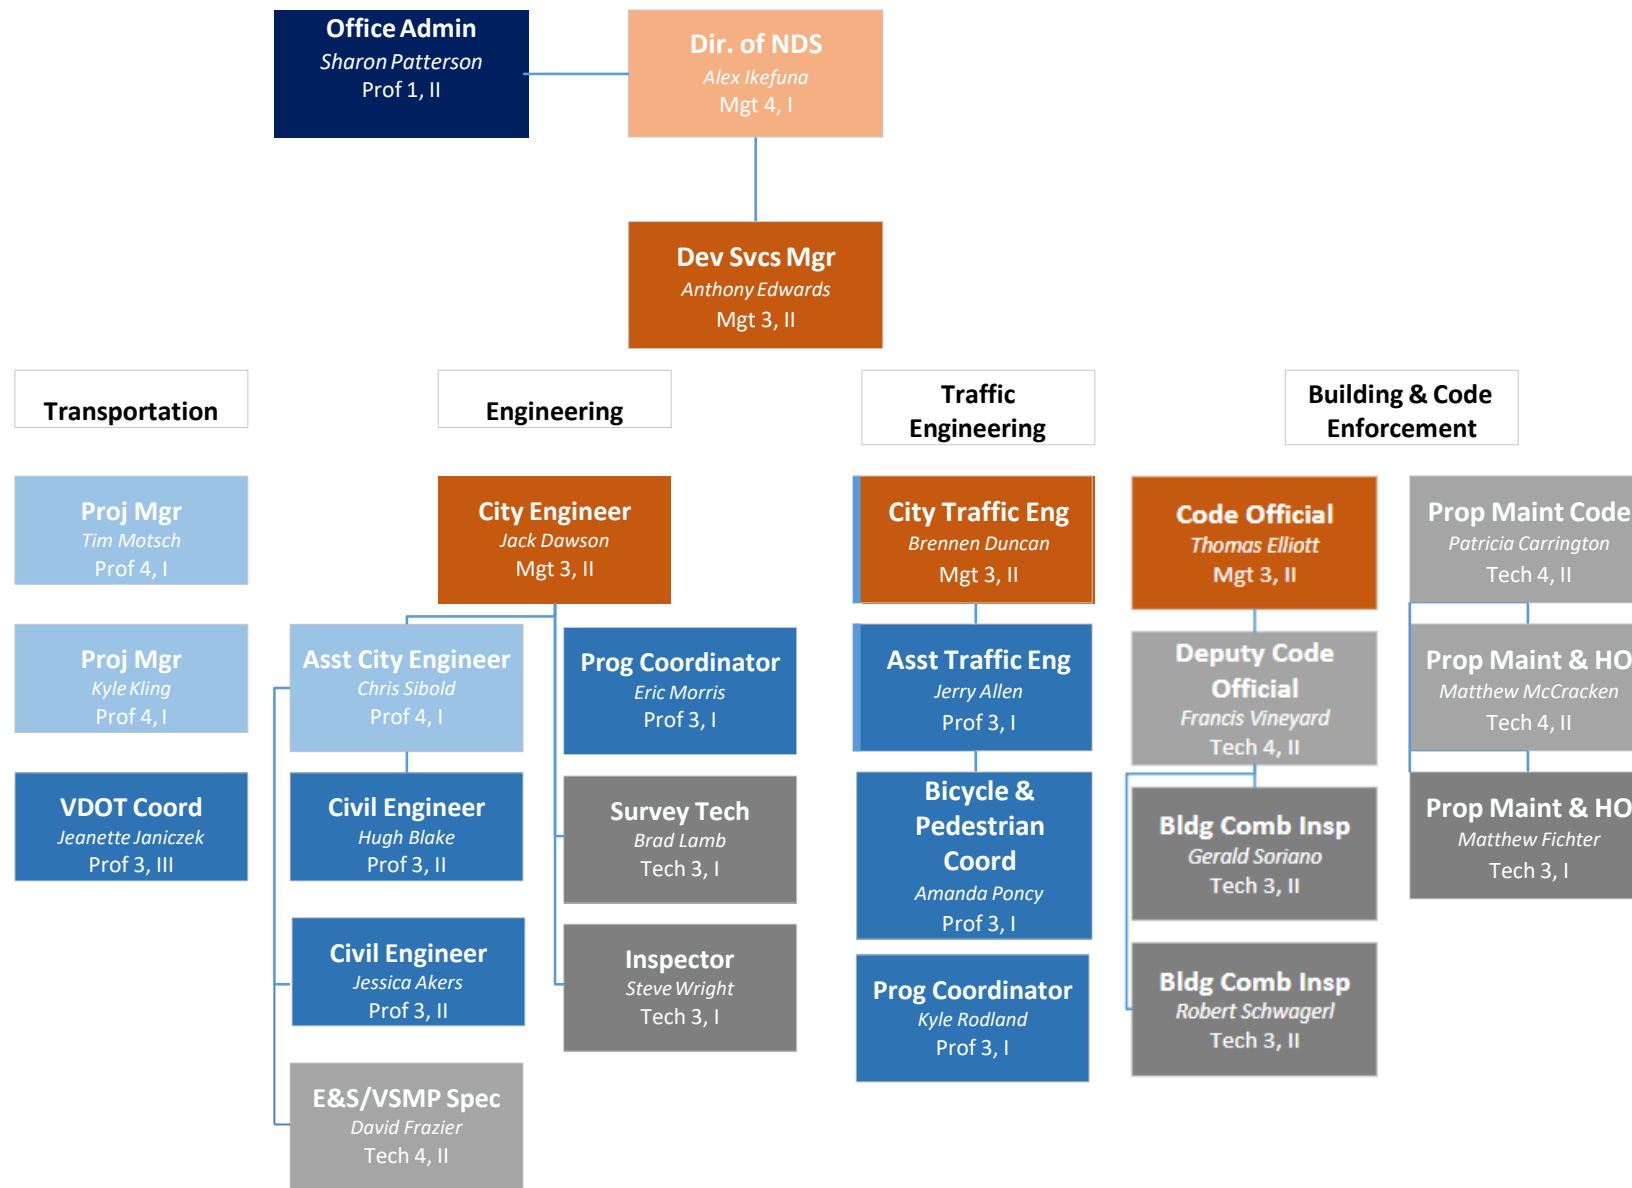 Office Admin
Sharon Patterson
Prof 1, II
Dir. of NDS
Alex Ikefuna
Mgt 4, I
Dev Svcs Mgr
Anthony Edwards
Mgt 3, II
Transportation
Engineering
Traffic
Engineering
Building & Code
Enforcement
Proj Mgr
Tim Motsch
Prof 4, I
Proj Mgr
Kyle Kling
Prof 4, I
VDOT Coord
Jeanette Janiczek
Prof 3, III
City Engineer
Jack Dawson
Mgt 3, II
Asst City Engineer
Chris Sibold
Prof 4, I
Civil Engineer
Hugh Blake
Prof 3, II
Civil Engineer
Jessica Akers
Prof 3, II
E&S/VSMP Spec
David Frazier
Tech 4, II
Prog Coordinator
Eric Morris
Prof 3, I
Survey Tech
Brad Lamb
Tech 3, I
Inspector
Steve Wright
Tech 3, I
City Traffic Eng
Brennen Duncan
Mgt 3, II
Asst Traffic Eng
Jerry Allen
Prof 3, I
Bicycle &
Pedestrian
Coord
Amanda Poncy
Prof 3, I
Prog Coordinator
Kyle Rodland
Prof 3, I
Code Official
Thomas Elliott
Mgt 3, II
Deputy Code
Official
Francis Vineyard
Tech 4, II
Bldg Comb Insp
Gerald Soriano
Tech 3, II
Bldg Comb Insp
Robert Schwagerl
Tech 3, II
Prop Maint Code
Patricia Carrington
Tech 4, II
Prop Maint & HO
Matthew McCracken
Tech 4, II
Prop Maint & HO
Matthew Fichter
Tech 3, I